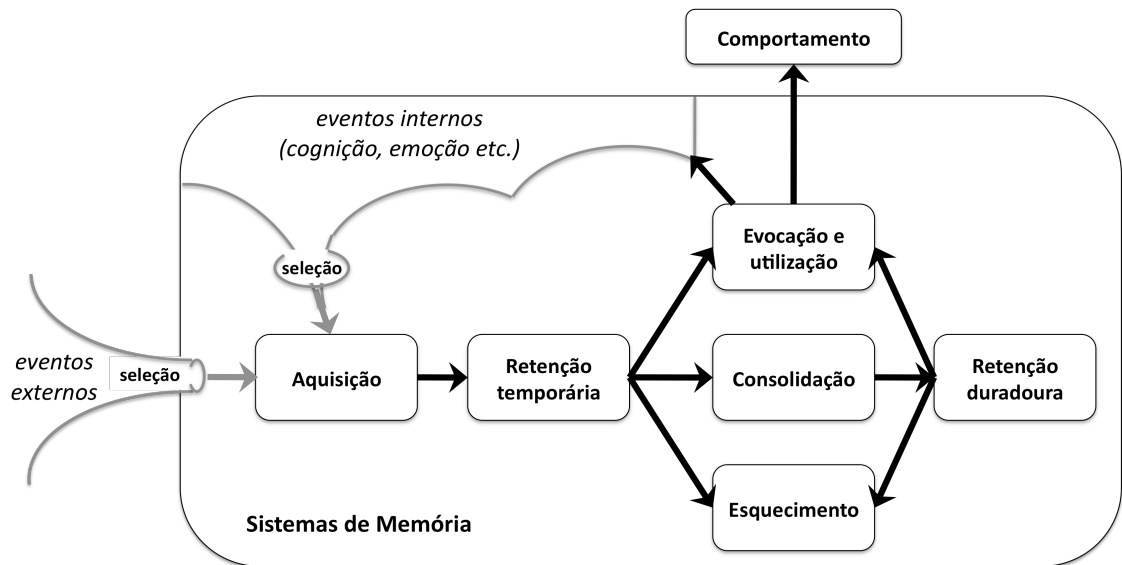 Comportamento
eventos internos
(cognição, emoção etc.)
Evocação e
utilização
seleção
eventos
externos
seleção
Aquisição
Retenção
temporária
Consolidação
Retenção
duradoura
Esquecimento
Sistemas de Memória